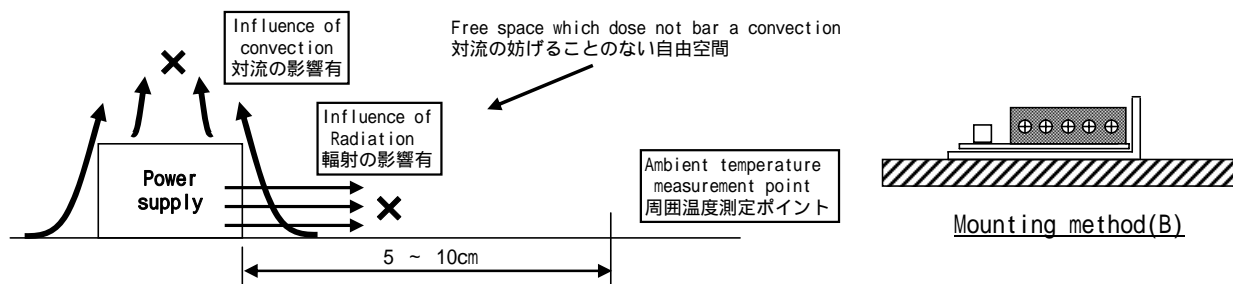 Influence of
convection
対流の影響有
Free space which dose not bar a convection
対流の妨げることのない自由空間
Influence of
Radiation
輻射の影響有
Power
supply
Ambient temperature
measurement point
周囲温度測定ポイント
5 ~ 10cm
Mounting method(B)